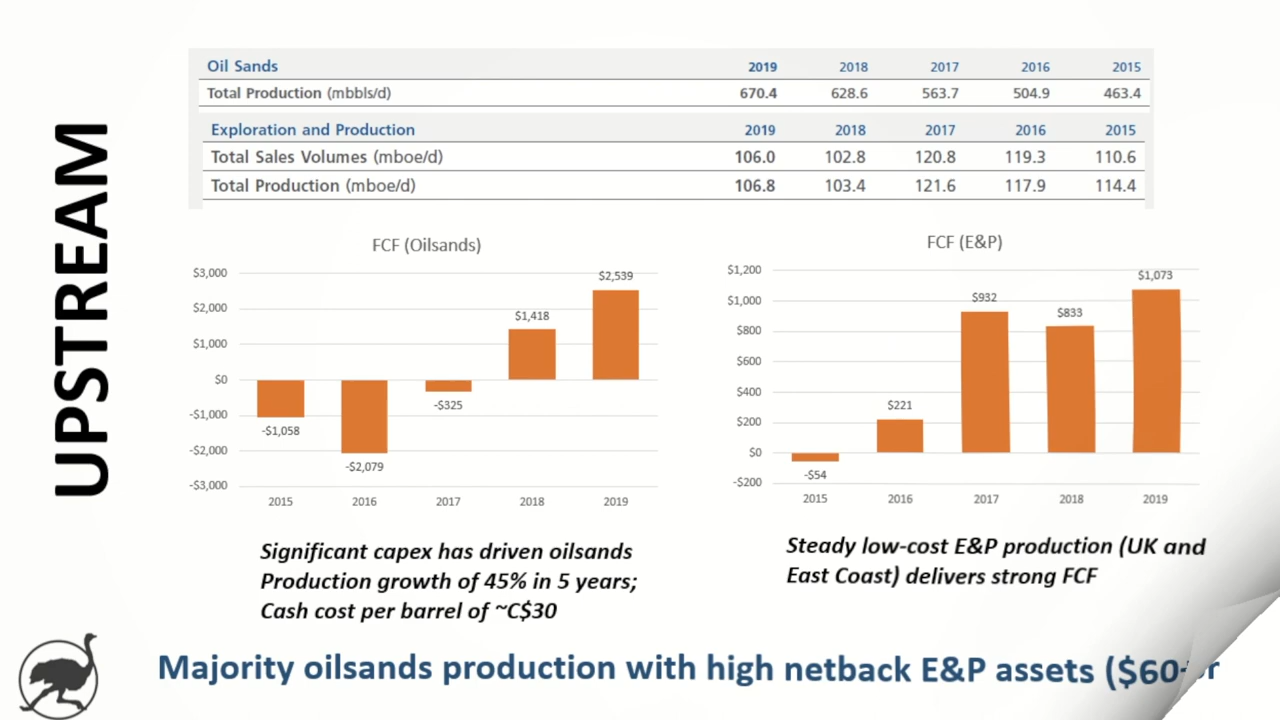 UPSTREAM
Oil Sands 2019 2018 2017 2016 2015
Total Production (mbbls/d) 670.4 628.6 563.7 504.9 463.4
Exploration and Production 2019 2018 2017 2016 2015
Total Sales Volumes (mboe/d) 106.0 102.8 120.8 119.3 110.6
Total Production (mboe/d) 106.8 103.4 121.6 117.9 114.4
FCF (Oilsands)
$3,000
$2,000
$1,000
$0
-$1,000
-$2,000
-$3,000
-$1,058
-$2,079
-$325
$1,418
$2,539
2015 2016 2017 2018 2019
FCF (E&P)
$1,200
$1,000
$800
$600
$400
$200
$0
-$200
-$54
$221
$932
$833
$1,073
2015 2016 2017 2018 2019
Significant capex has driven oilsands
Production growth of 45% in 5 years;
Cash cost per barrel of ~C$30
Steady low-cost E&P production (UK and
East Coast) delivers strong FCF
Majority oilsands production with high netback E&P assets ($60